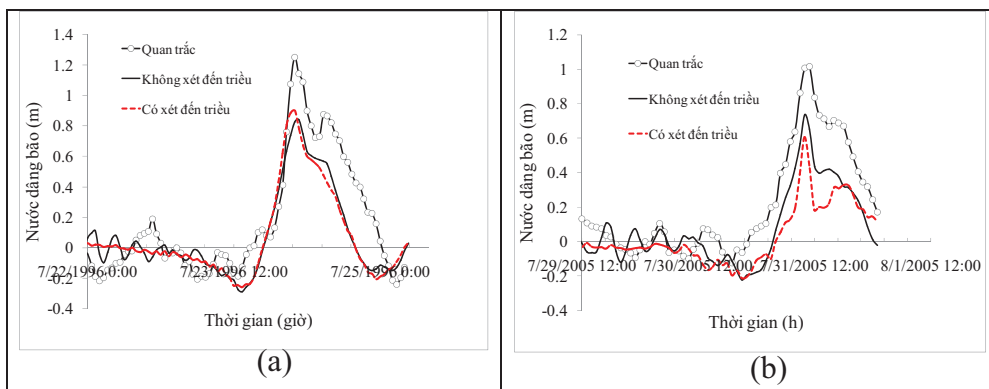 1.4
1.2
1
0.8
0.6
0.4
0.2
0
-0.2
-0.4
Nước dâng bão (m)
Quan trắc
Không xét đến triều
Có xét đến triều
7/22/1996 0:00
7/23/1996 12:00
7/25/1996 0:00
Thời gian (giờ)
(a)
1.2
1
0.8
0.6
0.4
0.2
0
-0.2
-0.4
Nước dâng bão (m)
Quan trắc
Không xét đến triều
Có xét đến triều
7/29/2005 12:00
7/30/2005 12:00
7/31/2005 12:00
8/1/2005 12:00
Thời gian (h)
(b)